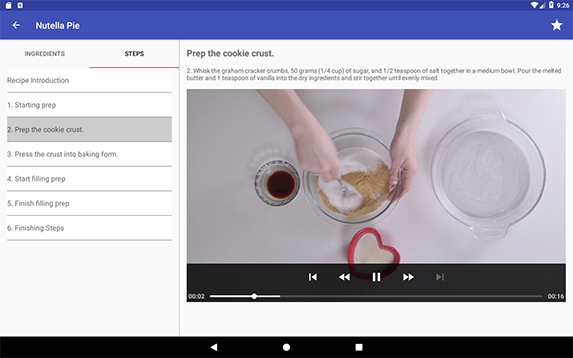 9:26
Nutella Pie
INGREDIENTS
STEPS
Recipe Introduction
1. Starting prep
2. Prep the cookie crust.
3. Press the crust into baking form.
4. Start filling prep
5. Finish filling prep
6. Finishing Steps
Prep the cookie crust.
2. Whisk the graham cracker crumbs, 50 grams (1/4 cup) of sugar, and 1/2 teaspoon of salt together in a medium bowl. Pour the melted
butter and 1 teaspoon of vanilla into the dry ingredients and stir together until evenly mixed.
00:02
00:16